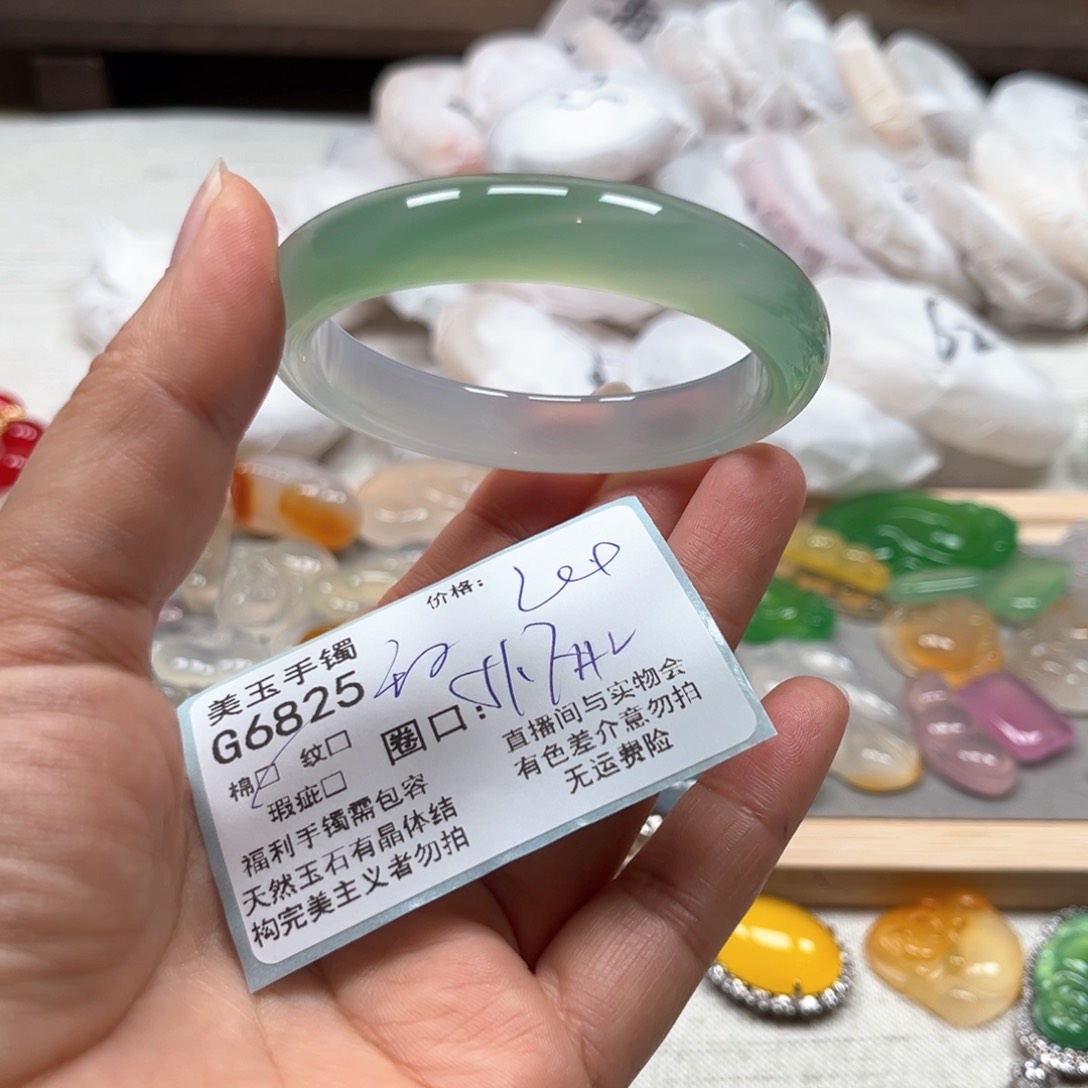 价格：
美玉手镯
G6825
圈口：
棉☑ 纹□
瑕疵□
福利手镯需包容
天然玉石有晶体结
构完美主义者勿拍
直播间与实物会
有色差介意勿拍
无运费险